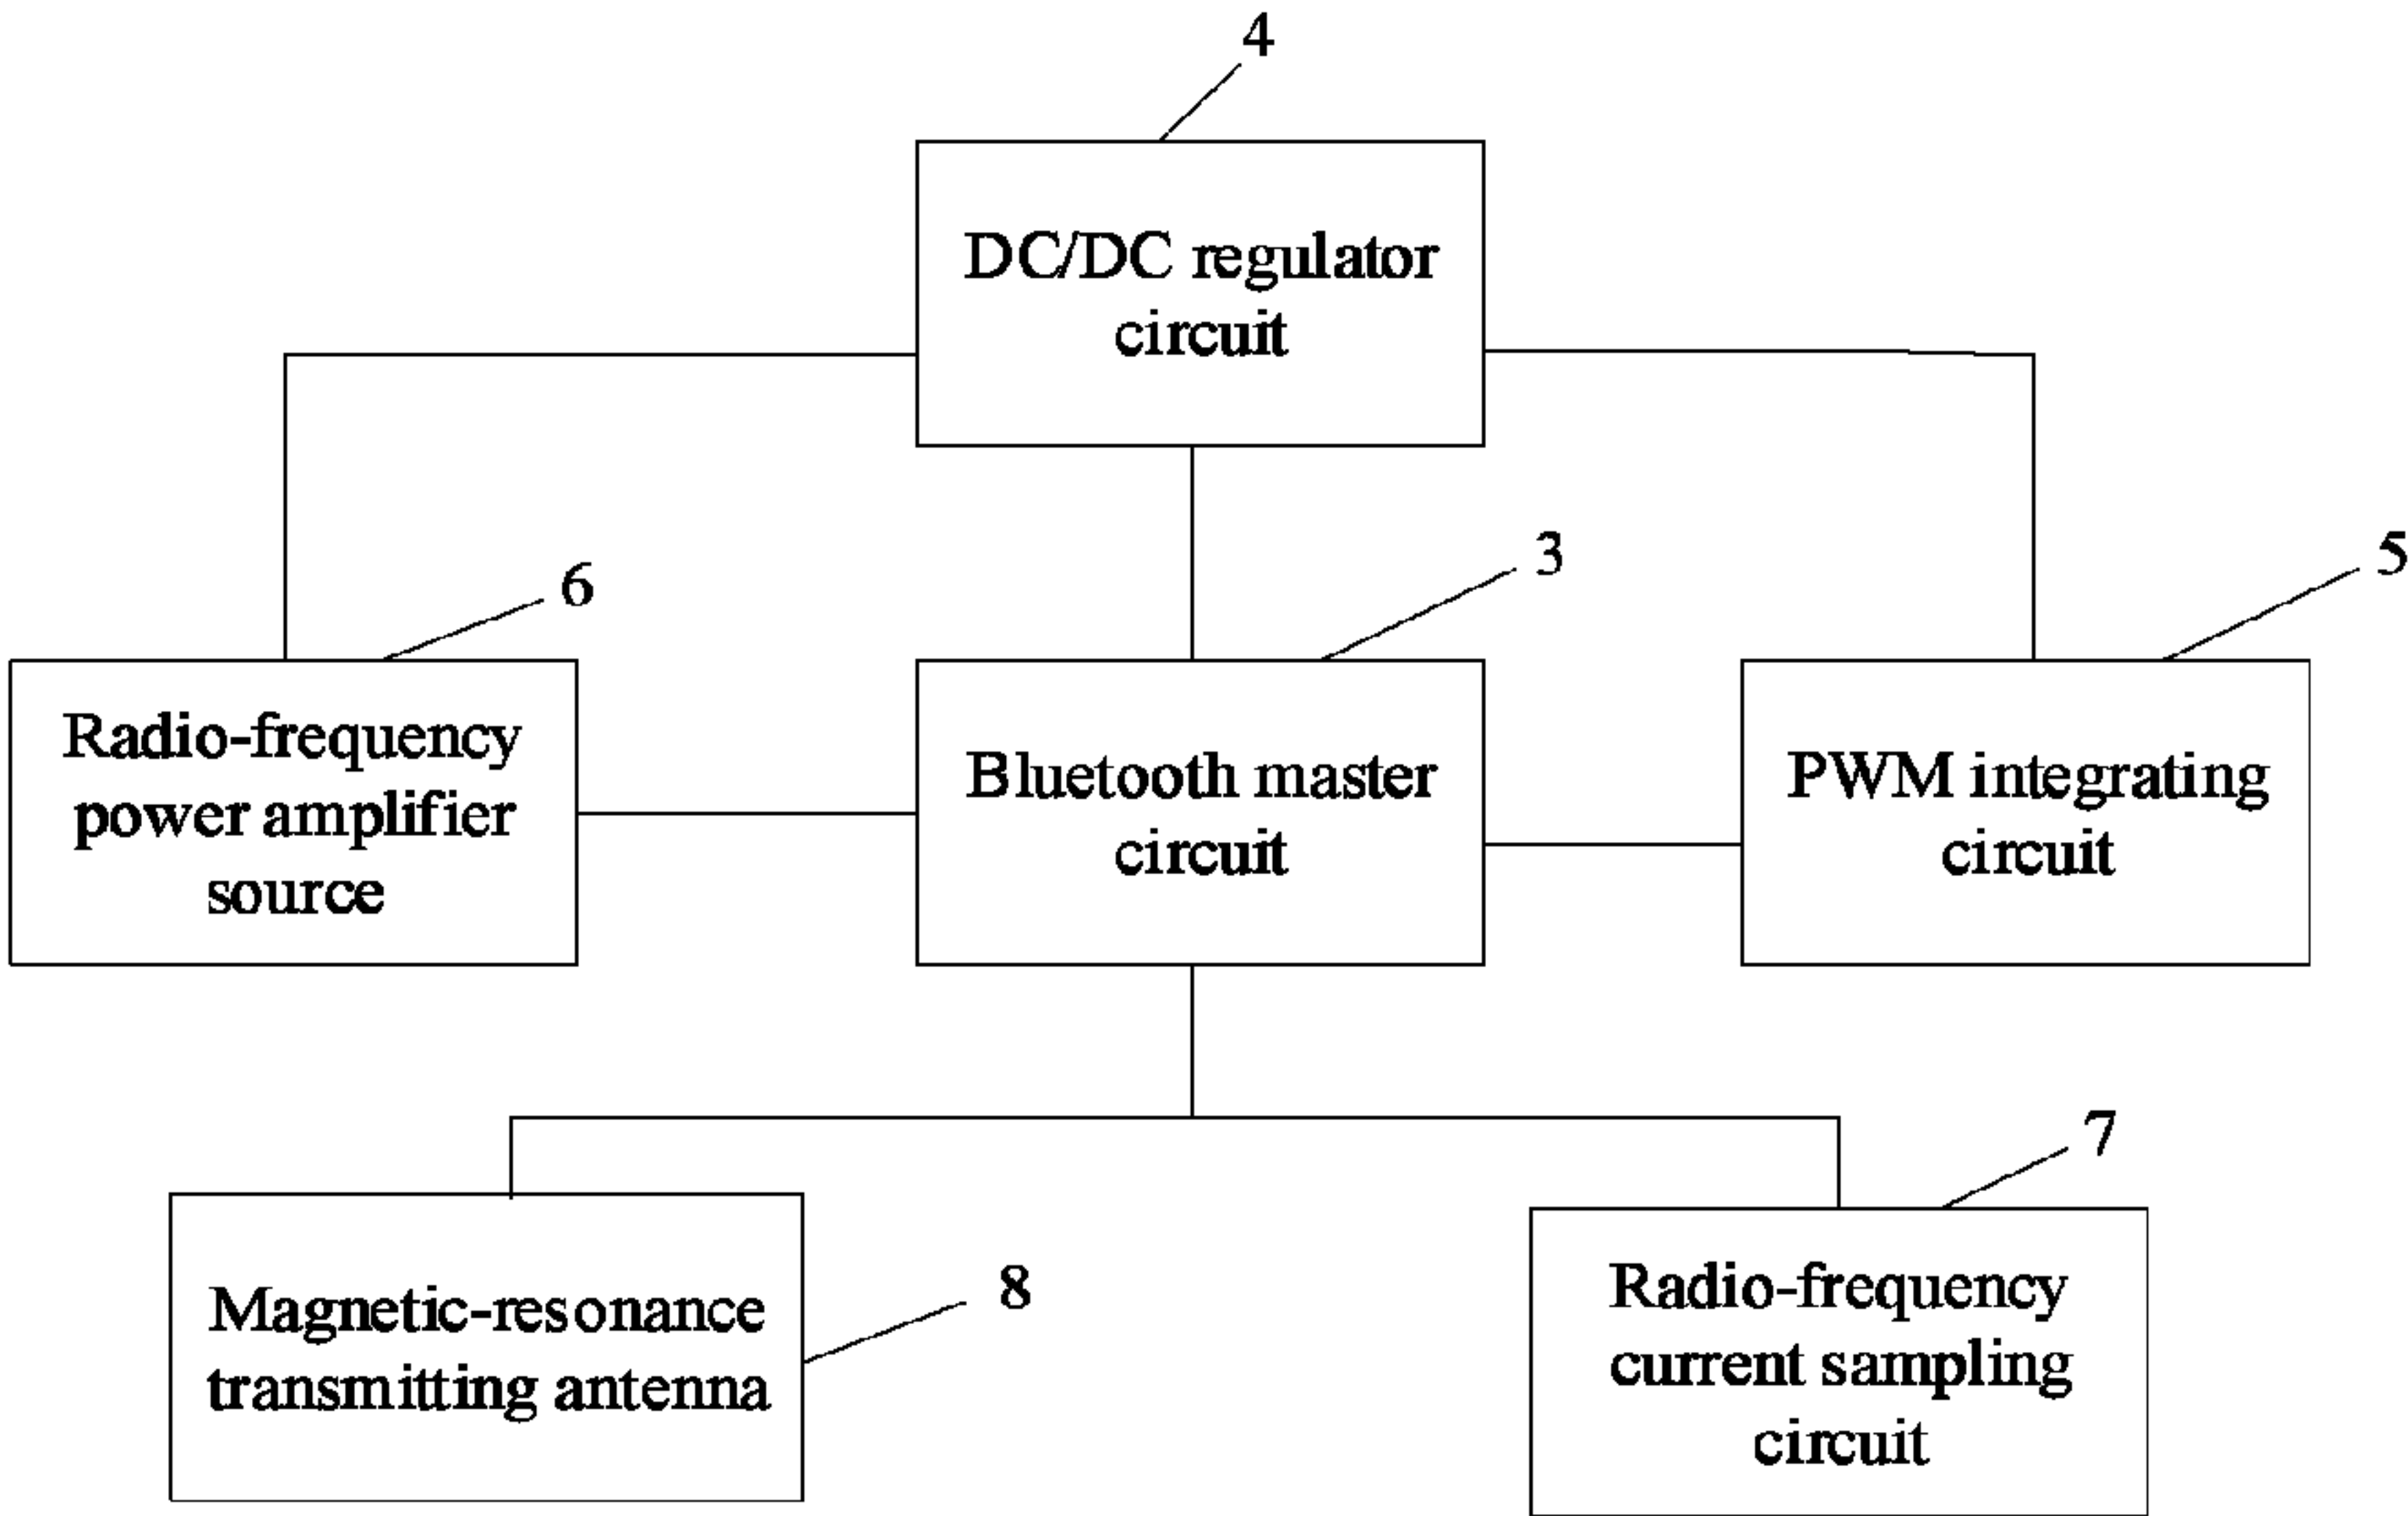 4
DC/DC regulator
circuit
6
3
5
Radio-frequency
power amplifier
source
Bluetooth master
circuit
PWM integrating
circuit
7
8
Magnetic-resonance
transmitting antenna
Radio-frequency
current sampling
circuit